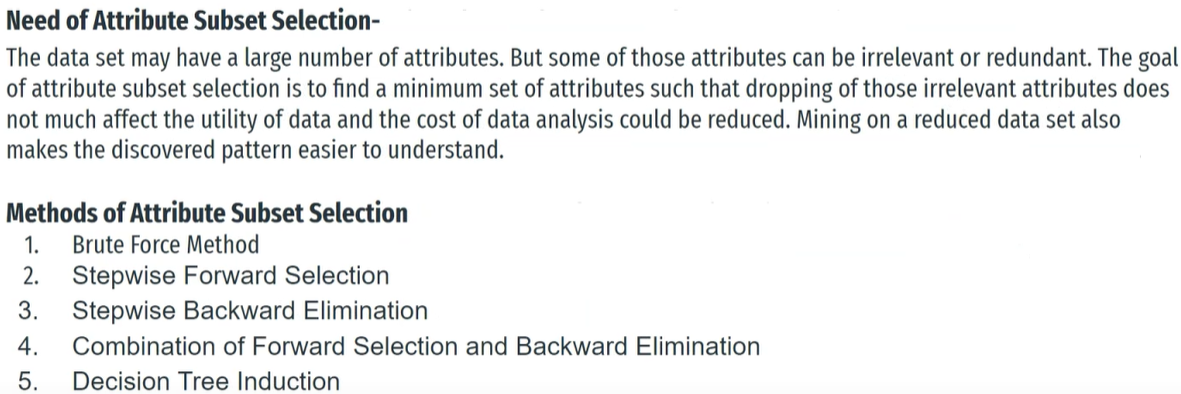 Need of Attribute Subset Selection-
The data set may have a large number of attributes. But some of those attributes can be irrelevant or redundant. The goal
of attribute subset selection is to find a minimum set of attributes such that dropping of those irrelevant attributes does
not much affect the utility of data and the cost of data analysis could be reduced. Mining on a reduced data set also
makes the discovered pattern easier to understand.
Methods of Attribute Subset Selection
1. Brute Force Method
2. Stepwise Forward Selection
3. Stepwise Backward Elimination
4. Combination of Forward Selection and Backward Elimination
5. Decision Tree Induction